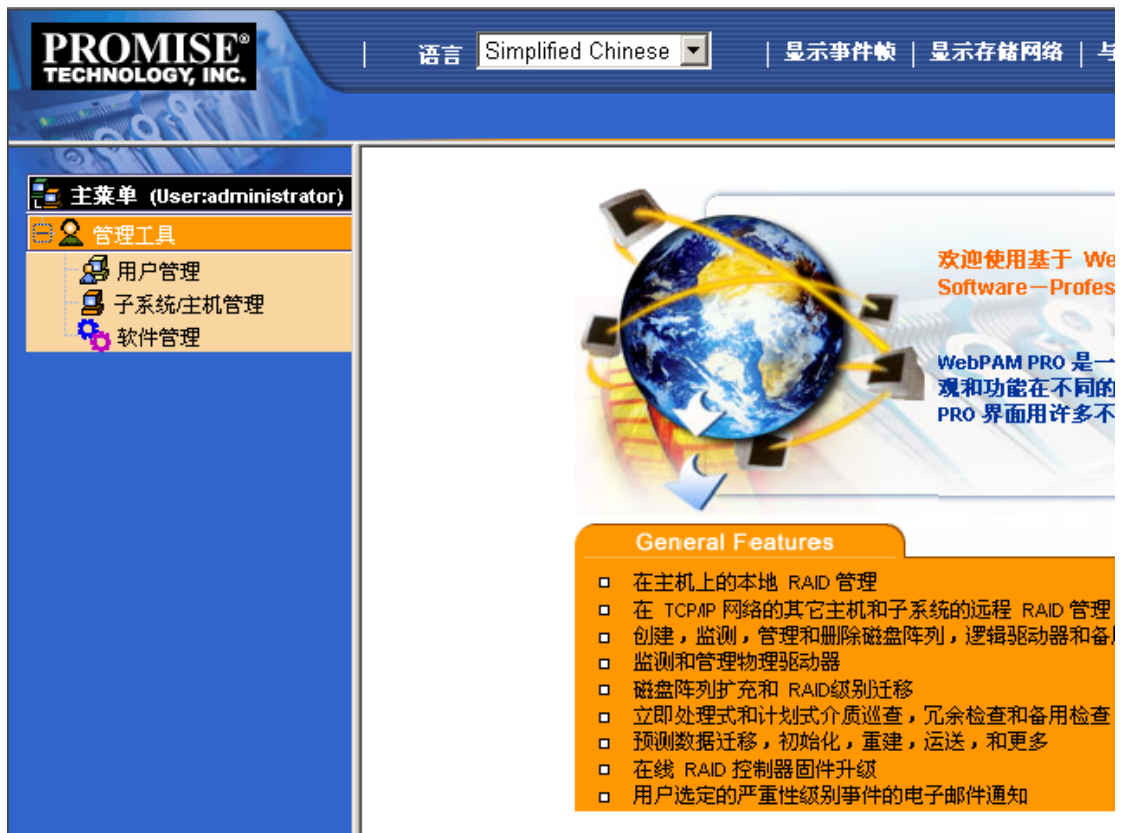 PROMISE®
TECHNOLOGY, INC.
语言 Simplified Chinese
显示事件帧 | 显示存储网络 |
主菜单 (User:administrator)
管理工具
用户管理
子系统/主机管理
软件管理
欢迎使用基于 We
Software—Profes
WebPAM PRO 是一
观和功能在不同的
PRO 界面用许多不
General Features
在主机上的本地 RAID 管理
在 TCP/IP 网络的其它主机和子系统的远程 RAID 管理
创建，监测，管理和删除磁盘阵列，逻辑驱动器和备
监测和管理物理驱动器
磁盘阵列扩充和 RAID级别迁移
立即处理式和计划式介质巡查，冗余检查和备用检查
预测数据迁移，初始化，重建，运送，和更多
在线 RAID 控制器固件升级
用户选定的严重性级别事件的电子邮件通知